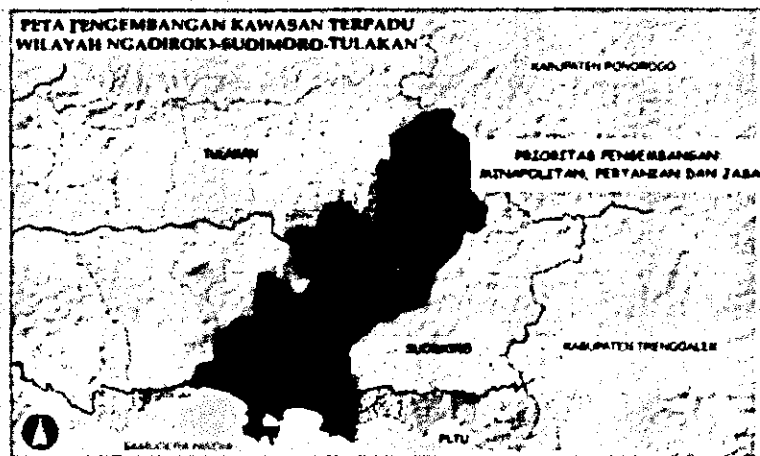 PETA PENGEMBANGAN KAWASAN TERPADU
WILAYAH NGADIROKO-SUDIMORO-TULAKAN
KABUPATEN PONOROGO
TULAKAN
PRIORITAS PENGEMBANGAN:
MINAPOLITAN, PERTANIAN DAN JASA
SUDIMORO
KABUPATEN TRENGGALEK
PLTU